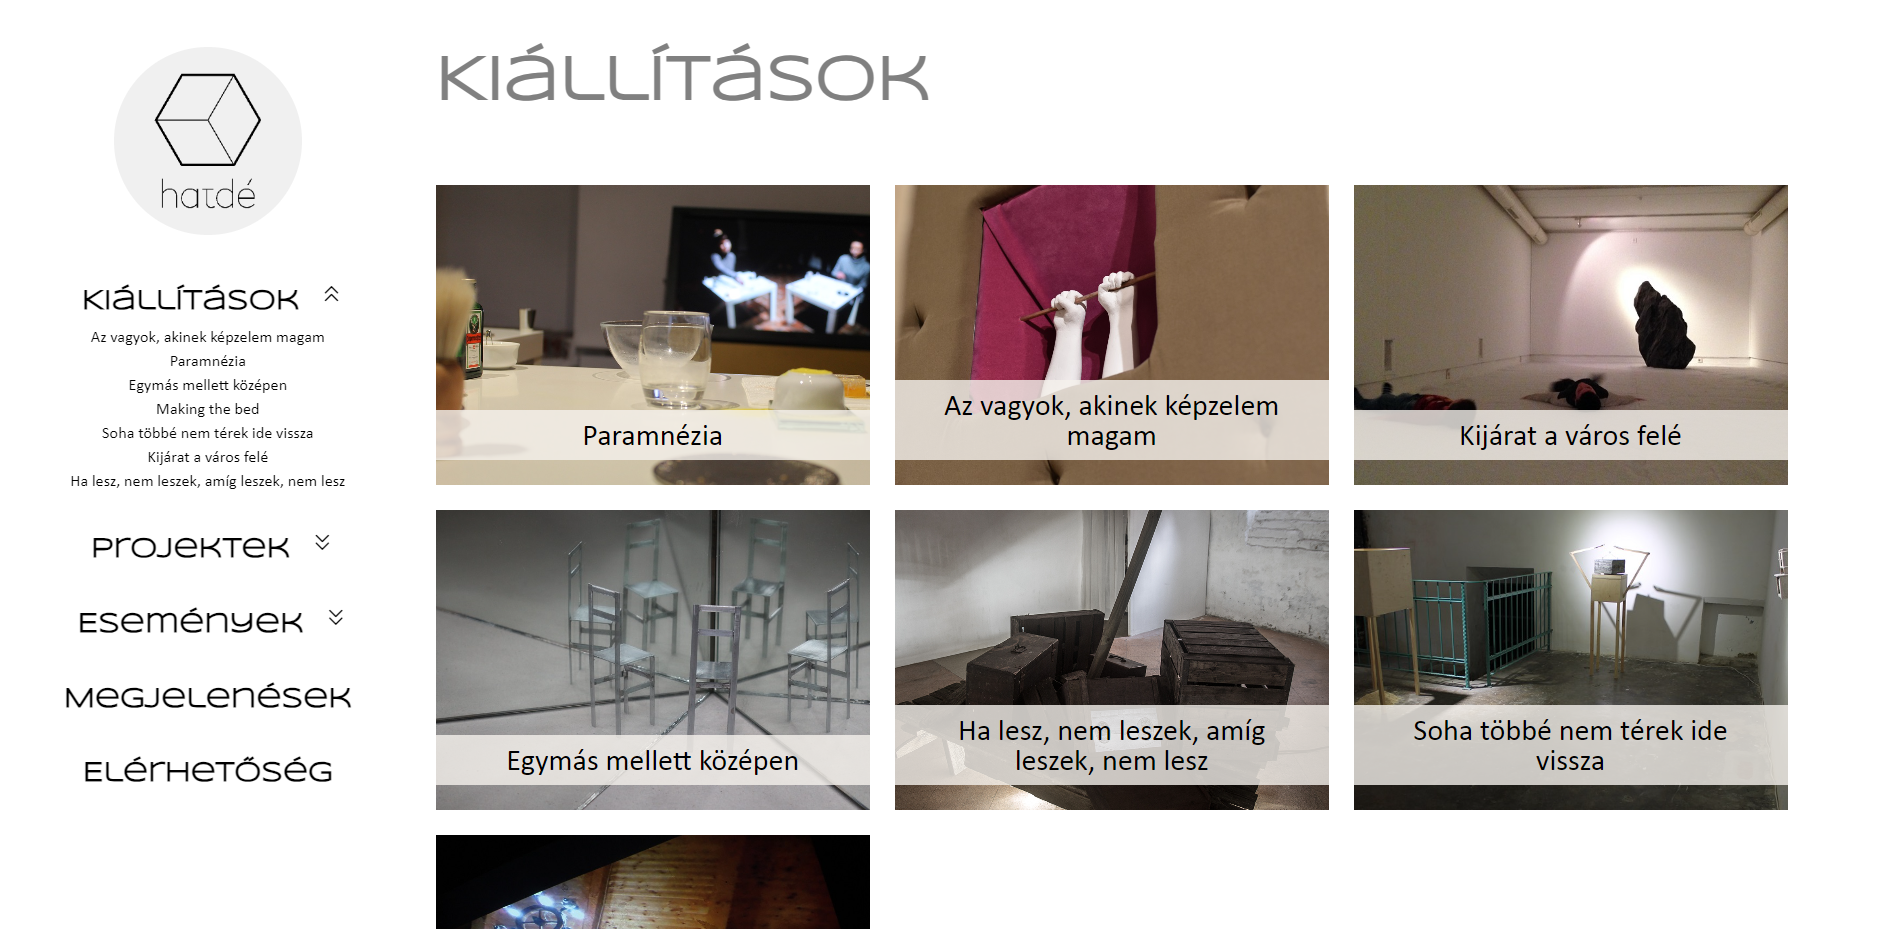 hatdé
Kiállítások
Az vagyok, akinek képzelem magam
Paramnézia
Egymás mellett középen
Making the bed
Soha többé nem térek ide vissza
Kijárat a város felé
Ha lesz, nem leszek, amíg leszek, nem lesz
Projektek
Események
Megjelenések
Elérhetőség
Kiállítások
Paramnézia
Az vagyok, akinek képzelem
magam
Kijárat a város felé
Egymás mellett középen
Ha lesz, nem leszek, amíg
leszek, nem lesz
Soha többé nem térek ide
vissza